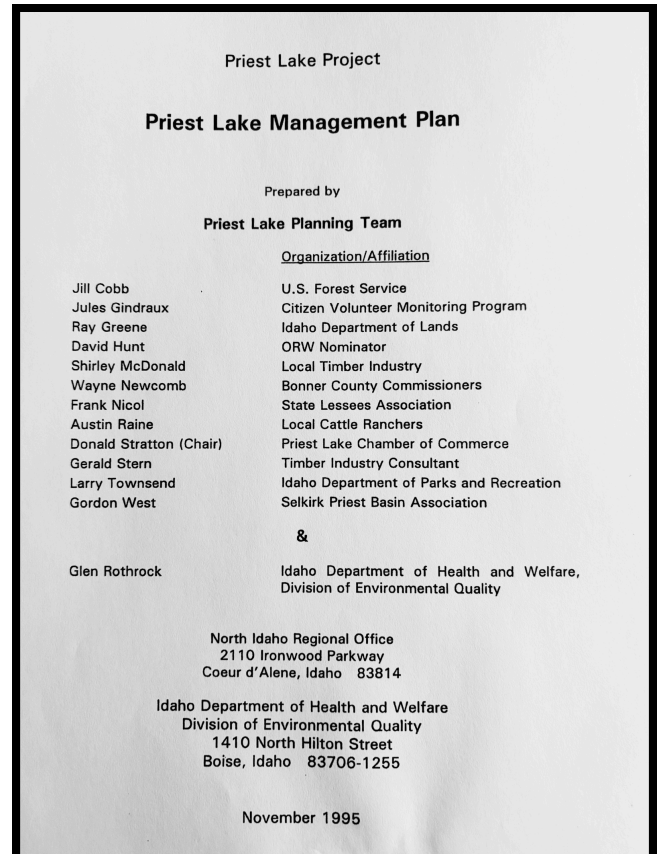 Priest Lake Project
Priest Lake Management Plan
Prepared by
Priest Lake Planning Team
Organization/Affiliation
Jill Cobb U.S. Forest Service
Jules Gindraux Citizen Volunteer Monitoring Program
Ray Greene Idaho Department of Lands
David Hunt ORW Nominator
Shirley McDonald Local Timber Industry
Wayne Newcomb Bonner County Commissioners
Frank Nicol State Lessees Association
Austin Raine Local Cattle Ranchers
Donald Stratton (Chair) Priest Lake Chamber of Commerce
Gerald Stern Timber Industry Consultant
Larry Townsend Idaho Department of Parks and Recreation
Gordon West Selkirk Priest Basin Association
&
Glen Rothrock Idaho Department of Health and Welfare,
Division of Environmental Quality
North Idaho Regional Office
2110 Ironwood Parkway
Coeur d'Alene, Idaho 83814
Idaho Department of Health and Welfare
Division of Environmental Quality
1410 North Hilton Street
Boise, Idaho 83706-1255
November 1995